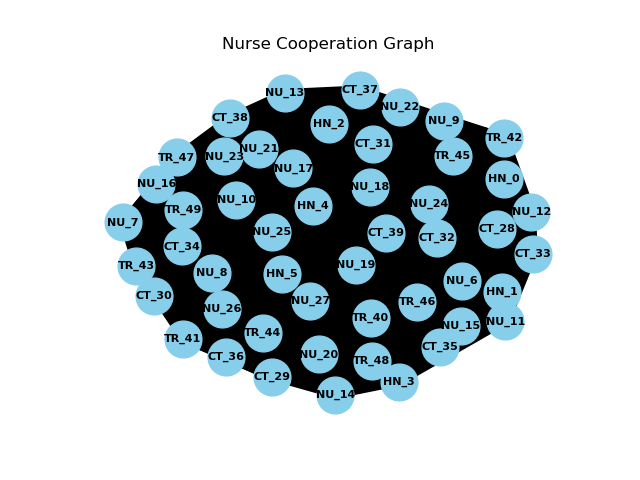 Nurse Cooperation Graph
CT_37
NU_13
NU_22
CT_38
NU_9
HN_2
TR_42
CT_31
NU_21
NU_23
TR_45
TR_47
NU_17
HN_0
NU_16
NU_18
NU_10
NU_24
HN_4
TR_49
NU_12
NU_7
CT_28
NU_25
CT_39
CT_32
CT_34
CT_33
TR_43
NU_19
NU_8
HN_5
NU_6
HN_1
CT_30
NU_27
TR_46
NU_26
TR_40
NU_11
NU_15
TR_44
TR_41
CT_35
NU_20
CT_36
TR_48
CT_29
HN_3
NU_14